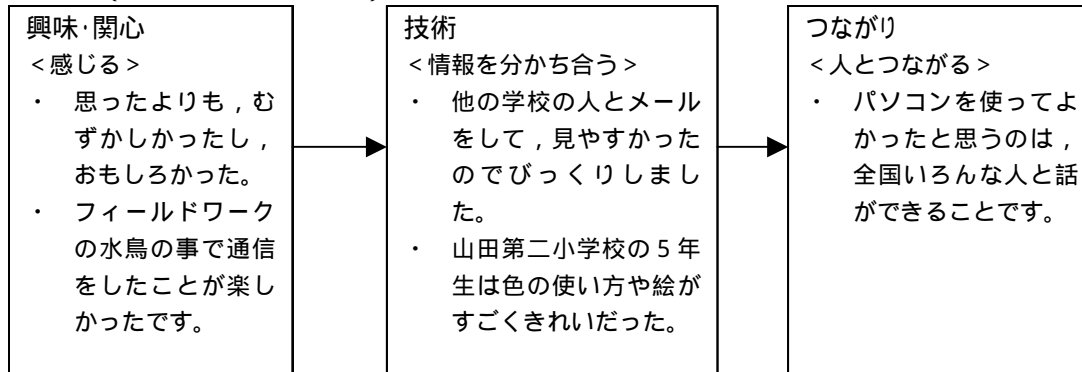 興味・関心
<感じる>
・ 思ったよりも，む
ずかしかったし，
おもしろかった。
・ フィールドワーク
の水鳥の事で通信
をしたことが楽し
かったです。
技術
<情報を分かち合う>
・ 他の学校の人とメール
をして，見やすかった
のでびっくりしまし
た。
・ 山田第二小学校の５年
生は色の使い方や絵が
すごくきれいだった。
つながり
<人とつながる>
・ パソコンを使ってよ
かったと思うのは，
全国いろんな人と話
ができることです。